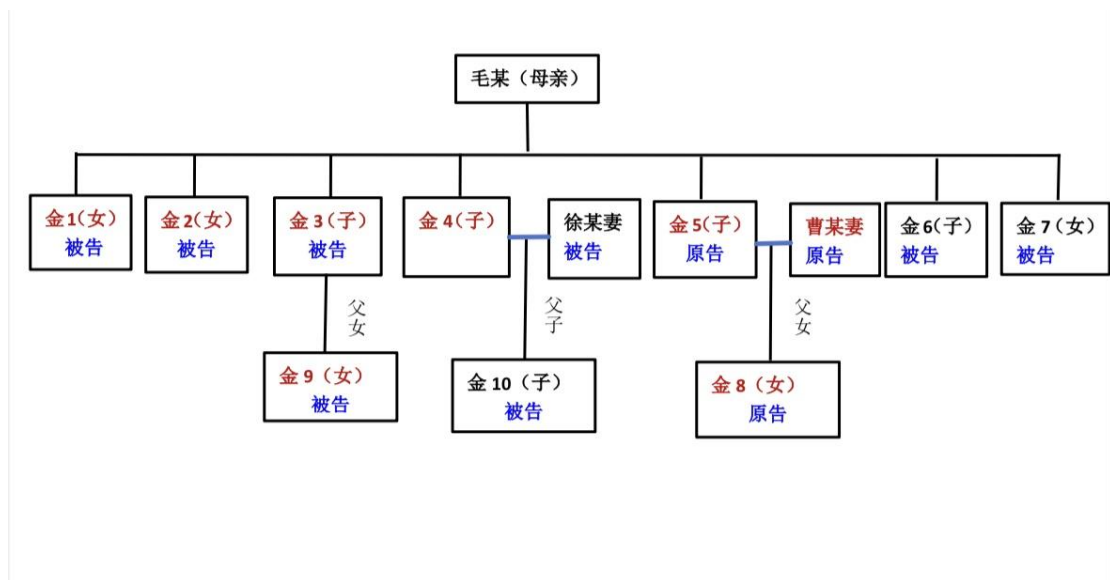 毛某（母亲）
金1（女）
被告
金2（女）
被告
金3（子）
被告
金4（子）
徐某妻
被告
金5（子）
原告
曹某妻
原告
金6（子）
被告
金7（女）
被告
父女
父子
父女
金9（女）
被告
金10（子）
被告
金8（女）
原告